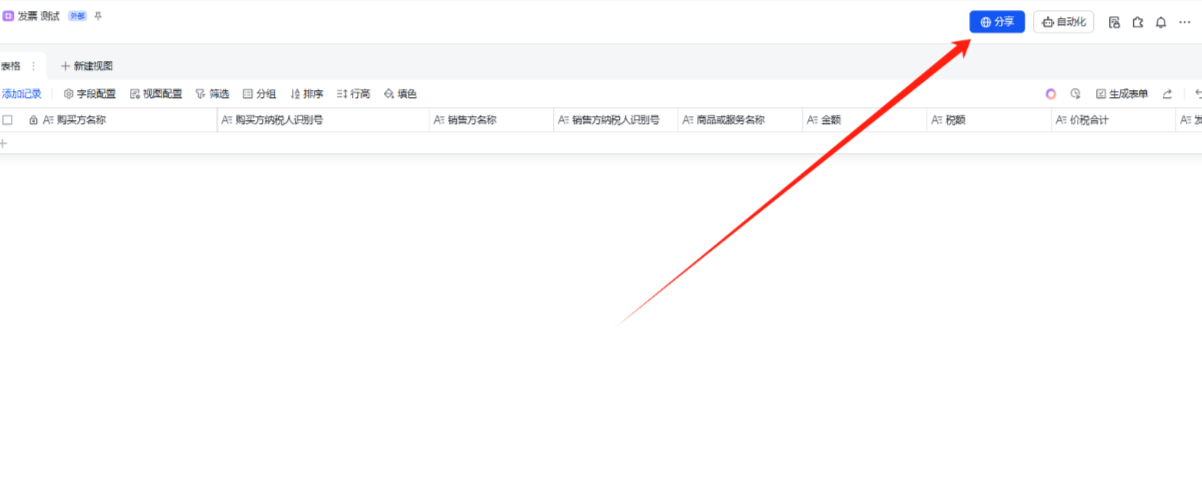 发票 测试 外部 分享 自动化
表格 新建视图
添加记录 字段配置 视图配置 筛选 分组 排序 行高 填色 生成表单
购买方名称 购买方纳税人识别号 销售方名称 销售方纳税人识别号 商品或服务名称 金额 税额 价税合计 发